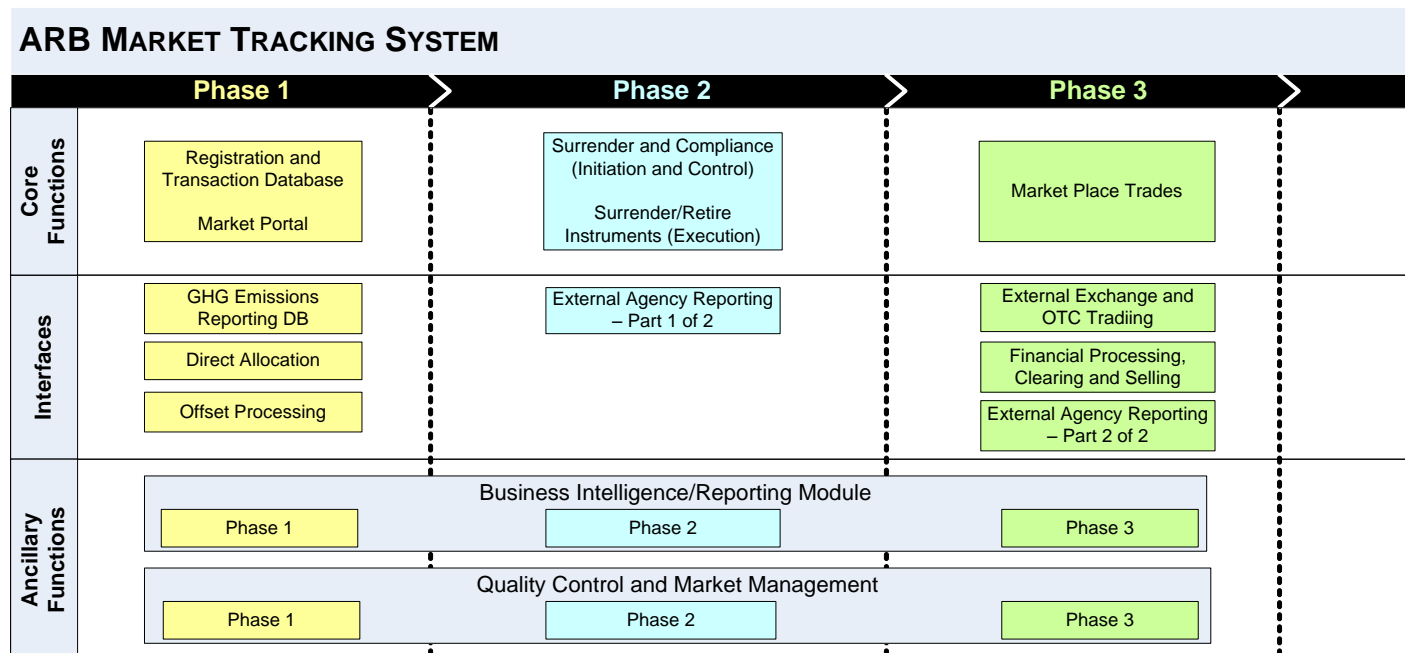 ARB MARKET TRACKING SYSTEM
Phase 1
Phase 2
Phase 3
Core
Functions
Registration and
Transaction Database
Market Portal
Surrender and Compliance
(Initiation and Control)
Surrender/Retire
Instruments (Execution)
Market Place Trades
Interfaces
GHG Emissions
Reporting DB
Direct Allocation
Offset Processing
External Agency Reporting
– Part 1 of 2
External Exchange and
OTC Tradiing
Financial Processing,
Clearing and Selling
External Agency Reporting
– Part 2 of 2
Ancillary
Functions
Business Intelligence/Reporting Module
Phase 1
Phase 2
Phase 3
Quality Control and Market Management
Phase 1
Phase 2
Phase 3